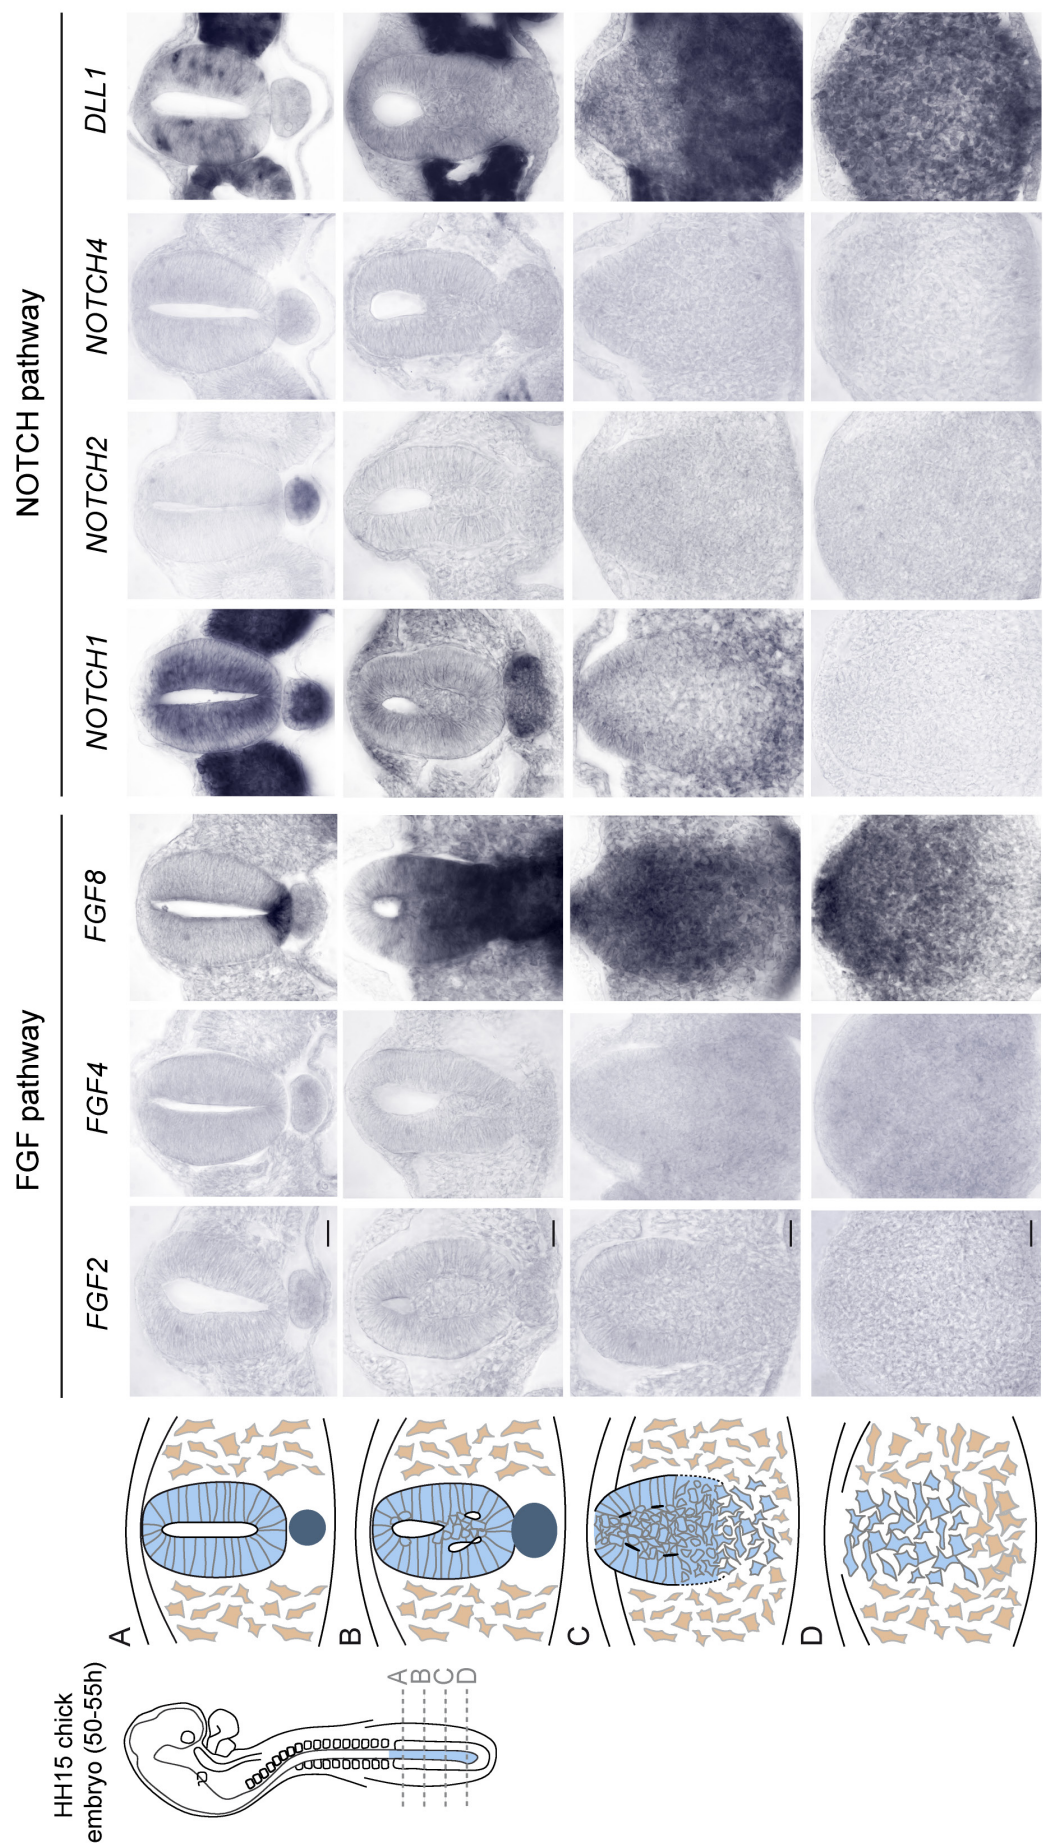 HH15 chick
embryo (50-55h)
A
B
C
D
A
B
C
D
FGF pathway
FGF2
FGF4
FGF8
NOTCH pathway
NOTCH1
NOTCH2
NOTCH4
DLL1